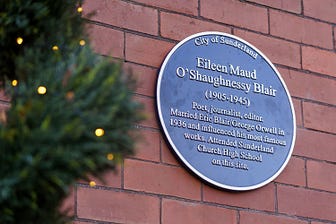 City of Sunderland
Eileen Maud
O'Shaughnessy Blair
(1905-1945)
Poet, journalist, editor.
Married Eric Blair/George Orwell in
1936 and influenced his most famous
works. Attended Sunderland
Church High School
on this site.